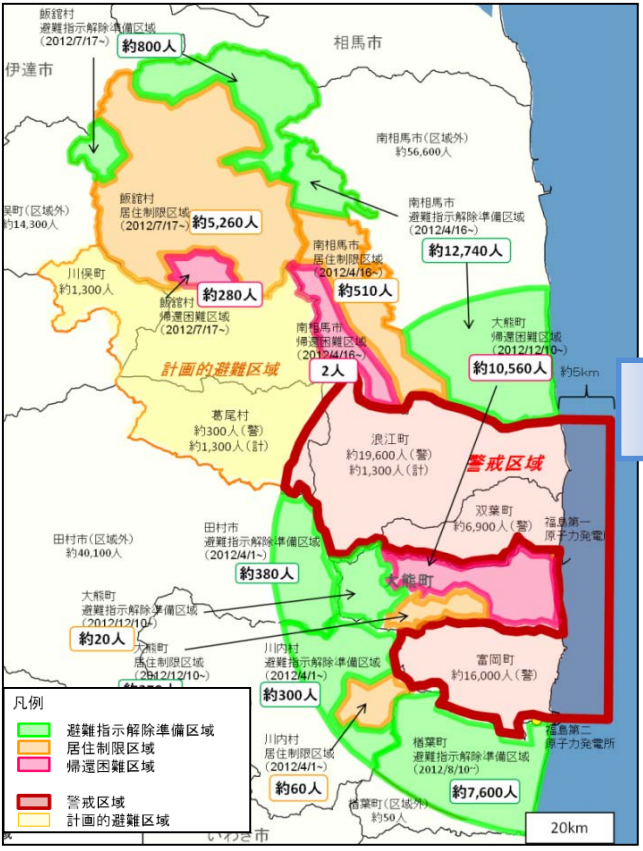 飯舘村
避難指示解除準備区域
(2012/7/17~)
約800人
相馬市
伊達市
南相馬市(区域外)
約56,600人
南相馬市
避難指示解除準備区域
(2012/4/16~)
約12,740人
俣町(区域外)
約14,300人
飯舘村
居住制限区域
(2012/7/17~)
約5,260人
南相馬市
居住制限区域
(2012/4/16~)
約510人
川俣町
約1,300人
約280人
飯舘村
帰還困難区域
(2012/7/17~)
南相馬市
帰還困難区域
(2012/4/16~)
2人
大熊町
帰還困難区域
(2012/12/10~)
約10,560人
約5km
計画的避難区域
葛尾村
約300人(警)
約1,300人(計)
浪江町
約19,600人(警)
約1,300人(計)
警戒区域
双葉町
約6,900人(警)
福島第一
原子力発電所
田村市(区域外)
約40,100人
田村市
避難指示解除準備区域
(2012/4/1~)
約380人
大熊町
大熊町
避難指示解除準備区域
(2012/12/10~)
約20人
大熊町
居住制限区域
(2012/12/10~)
川内村
避難指示解除準備区域
(2012/4/1~)
約300人
富岡町
約16,000人(警)
川内村
居住制限区域
(2012/4/1~)
約60人
楢葉町
避難指示解除準備区域
(2012/8/10~)
約7,600人
福島第二
原子力発電所
楢葉町(区域外)
約50人
いわき市
凡例
避難指示解除準備区域
居住制限区域
帰還困難区域
警戒区域
計画的避難区域
20km